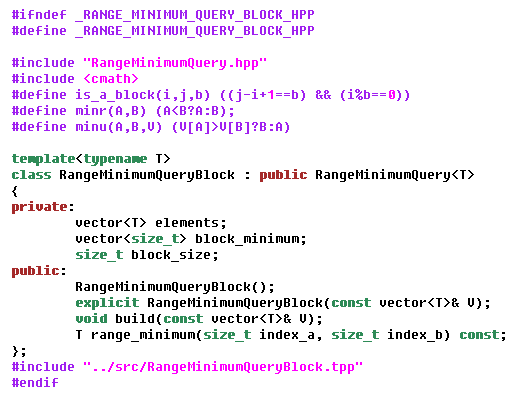 #ifndef _RANGE_MINIMUM_QUERY_BLOCK_HPP
#define _RANGE_MINIMUM_QUERY_BLOCK_HPP

#include "RangeMinimumQuery.hpp"
#include <cmath>
#define is_a_block(i,j,b) ((j-i+1==b) && (i%b==0))
#define minr(A,B) (A<B?A:B);
#define minu(A,B,V) (V[A]>V[B]?B:A)

template<typename T>
class RangeMinimumQueryBlock : public RangeMinimumQuery<T>
{
private:
        vector<T> elements;
        vector<size_t> block_minimum;
        size_t block_size;
public:
        RangeMinimumQueryBlock();
        explicit RangeMinimumQueryBlock(const vector<T>& V);
        void build(const vector<T>& V);
        T range_minimum(size_t index_a, size_t index_b) const;
};
#include "../src/RangeMinimumQueryBlock.tpp"
#endif